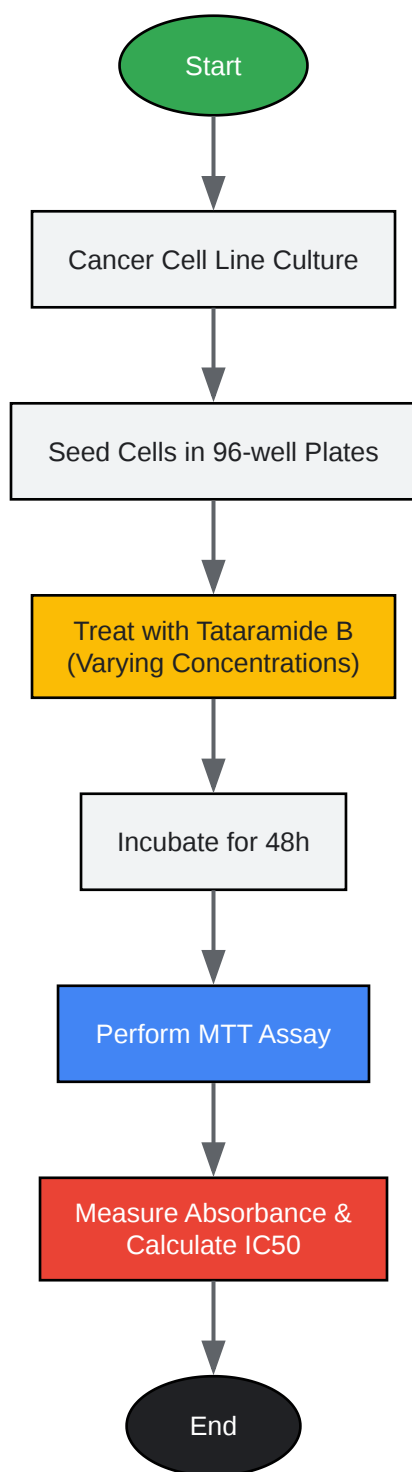 Start
Cancer Cell Line Culture
Seed Cells in 96-well Plates
Treat with Tataramide B
(Varying Concentrations)
Incubate for 48h
Perform MTT Assay
Measure Absorbance &
Calculate IC50
End